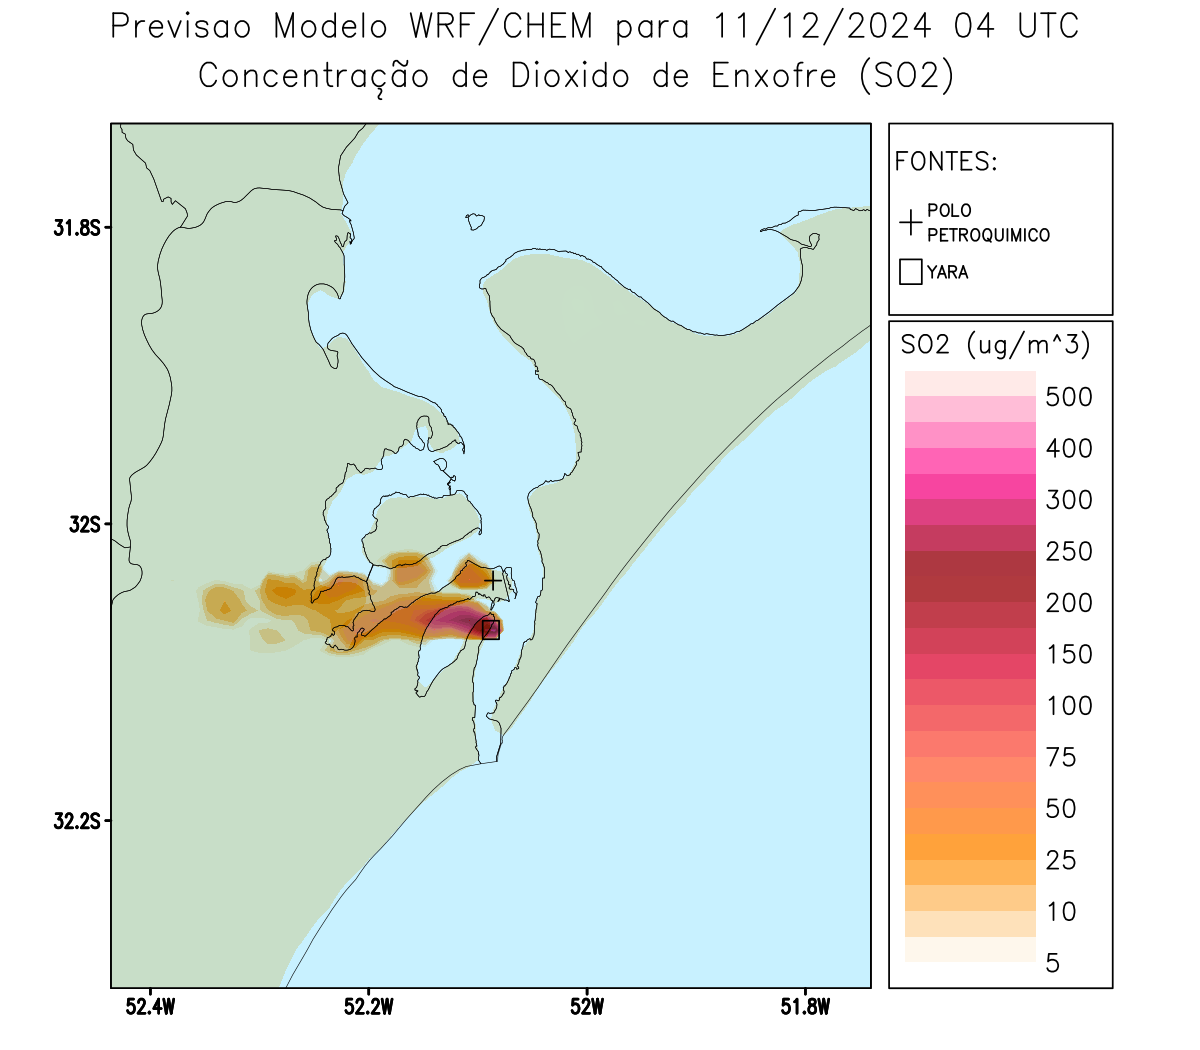 Previsao Modelo WRF/CHEM para 11/12/2024 04 UTC
Concentração de Dioxido de Enxofre (SO2)
FONTES:
POLO
PETROQUIMICO
YARA
SO2 (ug/m^3)
500
400
300
250
200
150
100
75
50
25
10
5
31.8S
32S
32.2S
52.4W
52.2W
52W
51.8W